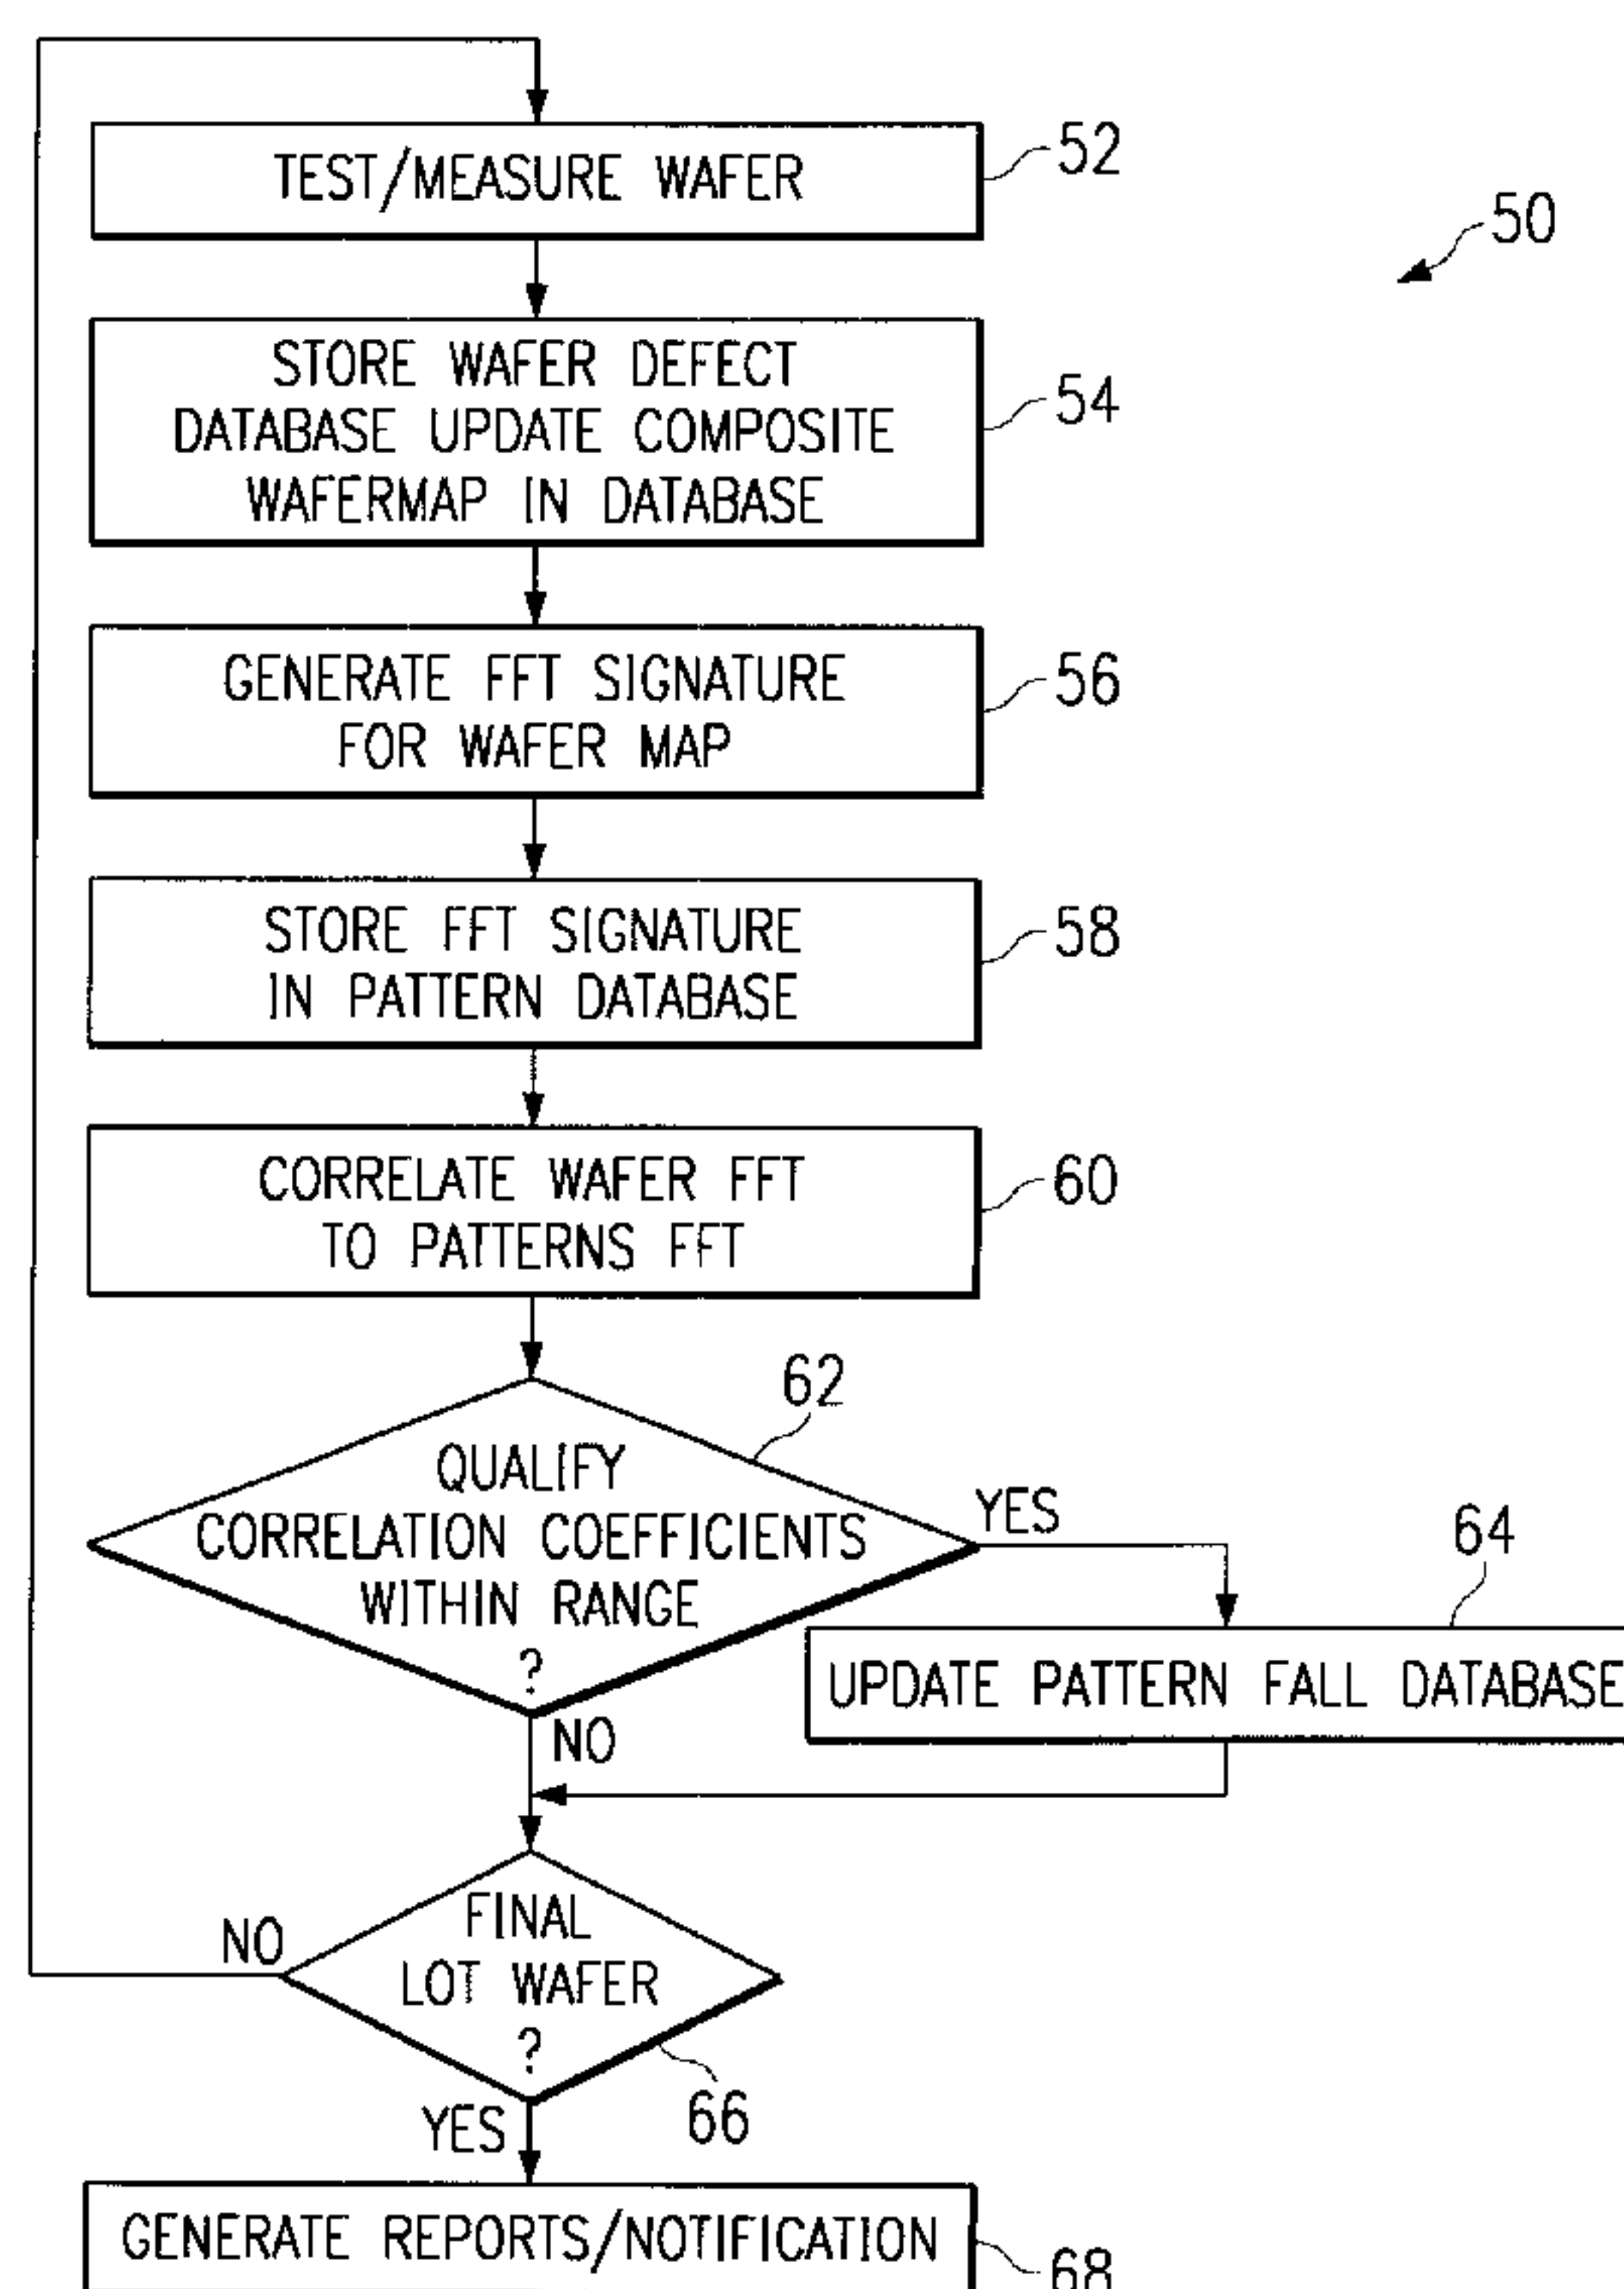 TEST/MEASURE WAFER
52
50
STORE WAFER DEFECT
DATABASE UPDATE COMPOSITE
WAFERMAP IN DATABASE
54
GENERATE FFT SIGNATURE
FOR WAFER MAP
56
STORE FFT SIGNATURE
IN PATTERN DATABASE
58
CORRELATE WAFER FFT
TO PATTERNS FFT
60
62
QUALIFY
CORRELATION COEFFICIENTS
WITHIN RANGE
?
YES
64
UPDATE PATTERN FALL DATABASE
NO
FINAL
LOT WAFER
?
NO
66
YES
GENERATE REPORTS/NOTIFICATION
68